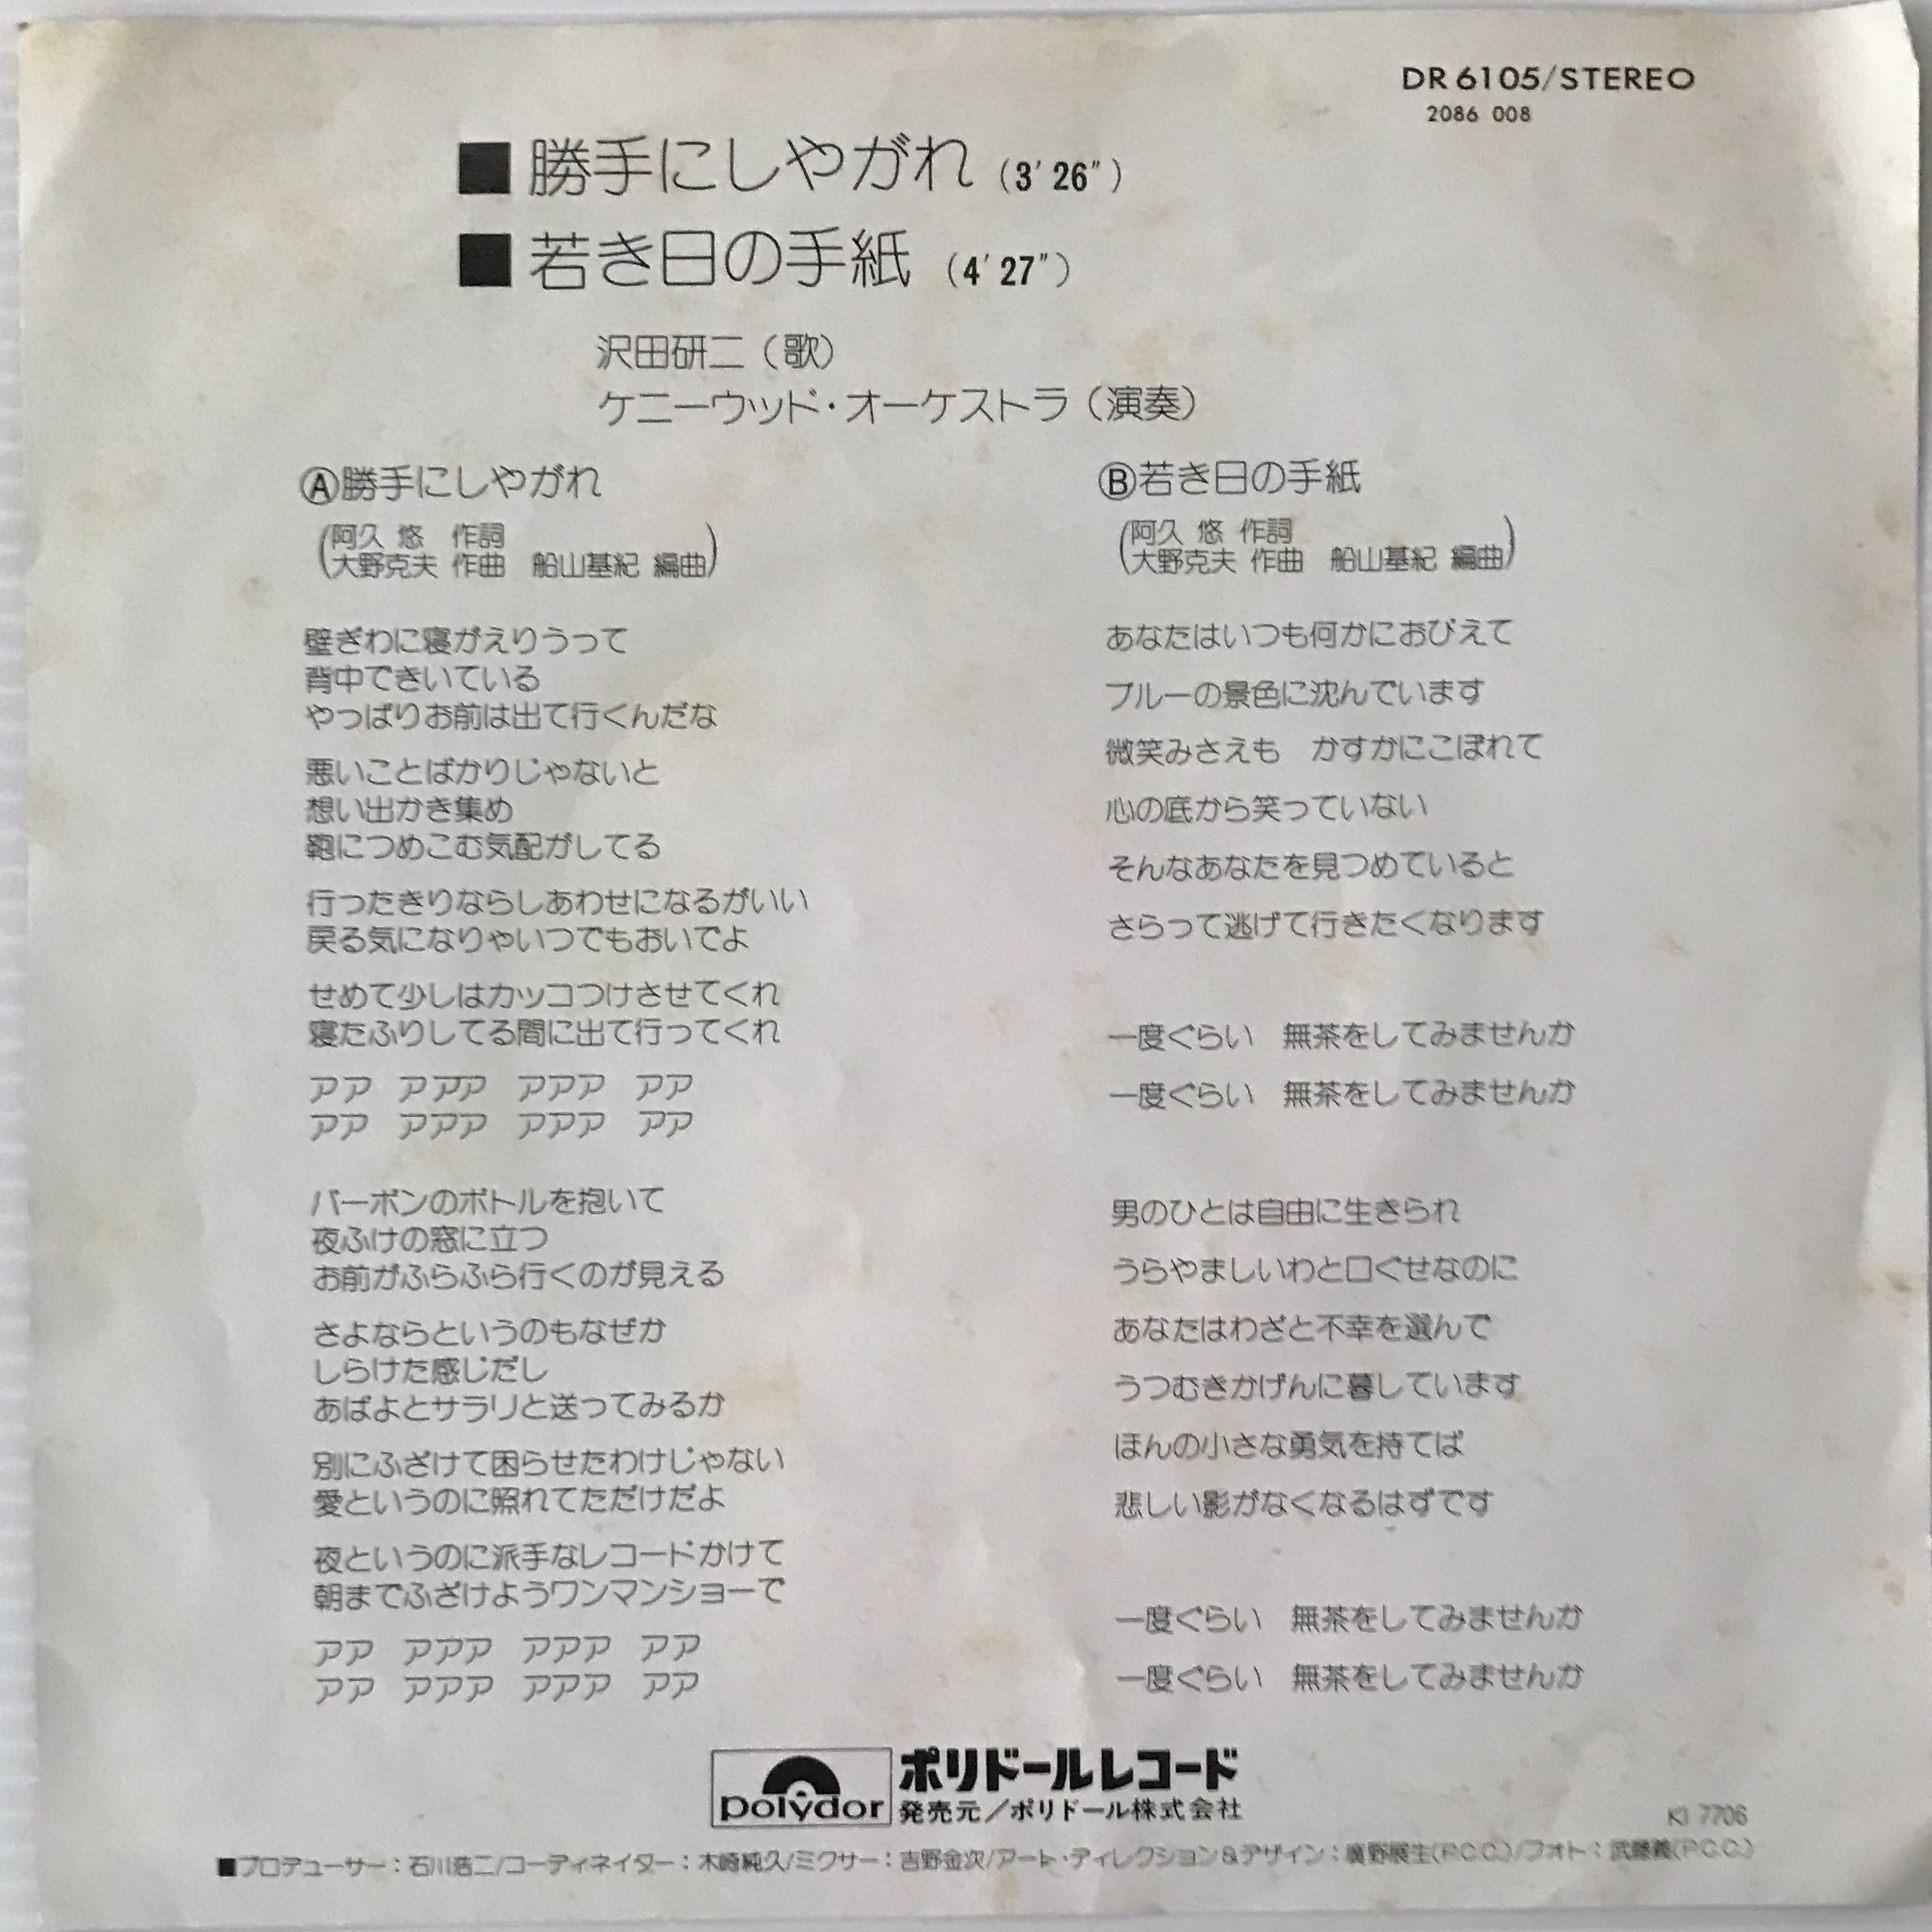 DR 6105/STEREO
2086 008
■勝手にしやがれ (3′26″)
■若き日の手紙 (4′27″)
沢田研二(歌)
ケニーウッド・オーケストラ(演奏)
Ⓐ勝手にしやがれ
(阿久 悠 作詞
大野克夫 作曲 船山基紀 編曲)
壁ぎわに寝がえりうって
背中できいている
やっぱりお前は出て行くんだな
悪いことばかりじゃないと
想い出かき集め
鞄につめこむ気配がしてる
行ったきりならしあわせになるがいい
戻る気になりゃいつでもおいでよ
せめて少しはカッコつけさせてくれ
寝たふりしてる間に出て行ってくれ
アア アアア アアア アア
アア アアア アアア アア
バーボンのボトルを抱いて
夜ふけの窓に立つ
お前がふらふら行くのが見える
さよならというのもなぜか
しらけた感じだし
あばよとサラリと送ってみるか
別にふざけて困らせたわけじゃない
愛というのに照れてただけだよ
夜というのに派手なレコードかけて
朝までふざけようワンマンショーで
アア アアア アアア アア
アア アアア アアア アア
Ⓑ若き日の手紙
(阿久 悠 作詞
大野克夫 作曲 船山基紀 編曲)
あなたはいつも何かにおびえて
ブルーの景色に沈んでいます
微笑みさえも かすかにこぼれて
心の底から笑っていない
そんなあなたを見つめていると
さらって逃げて行きたくなります
一度ぐらい 無茶をしてみませんか
一度ぐらい 無茶をしてみませんか
男のひとは自由に生きられ
うらやましいわと口ぐせなのに
あなたはわざと不幸を選んで
うつむきかげんに暮しています
ほんの小さな勇気を持てば
悲しい影がなくなるはずです
一度ぐらい 無茶をしてみませんか
一度ぐらい 無茶をしてみませんか
polydor
ポリドールレコード
発売元/ポリドール株式会社
KI 7706
■プロデューサー:石川浩二/コーディネイター:木崎純久/ミクサー:吉野金次/アート・ディレクション&デザイン:廣野展生(P.C.C.)/フォト:武藤義(P.C.C.)